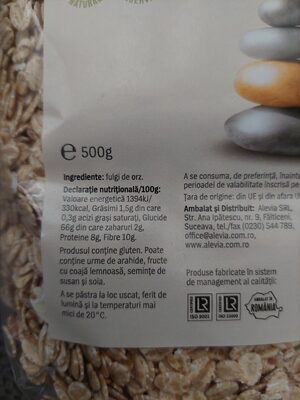 NATURAL
℮ 500g
Ingrediente: fulgi de orz.
Declarație nutrițională/100g:
Valoare energetică 1394kJ/
330kcal, Grăsimi 1,5g din care
0,3g acizi grași saturați, Glucide
66g din care zaharuri 2g,
Proteine 8g, Fibre 10g.
Produsul conține gluten. Poate
conține urme de arahide, fructe
cu coajă lemnoasă, semințe de
susan și soia.
A se păstra la loc uscat, ferit de
lumină și la temperaturi mai
mici de 20°C.
A se consuma, de preferință, înainte
perioadei de valabilitate înscrisă pe
Țara de origine: din UE și din afara
Ambalat și Distribuit: Alevia SRL,
Str. Ana Ipătescu, nr. 9, Fălticeni,
Suceava, tel/fax (0230) 544 789,
office@alevia.com.ro
www.alevia.com.ro
Produse fabricate în sistem
de management al calității:
CERTIFIED
LR
ISO 9001
CERTIFIED
LR
ISO 22000
AMBALAT ÎN
ROMÂNIA